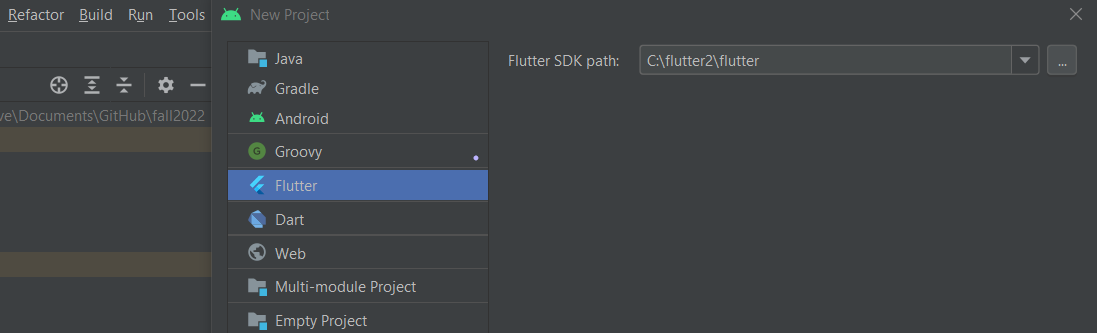 Refactor Build Run Tools
ve\Documents\GitHub\fall2022
New Project
Java
Gradle
Android
G Groovy
Flutter
Dart
Web
Multi-module Project
Empty Project
Flutter SDK path: C:\flutter2\flutter ...